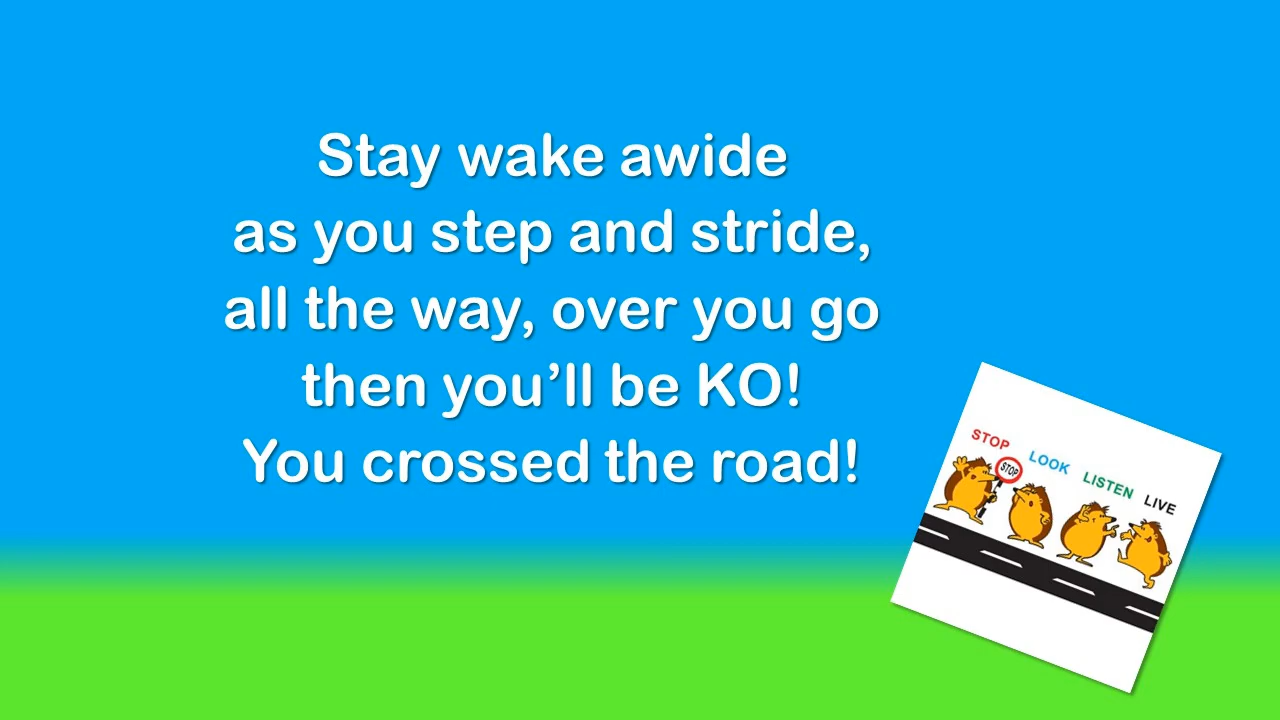 Stay wake awide
as you step and stride,
all the way, over you go
then you’ll be KO!
You crossed the road!
STOP
STOP
LOOK
LISTEN
LIVE